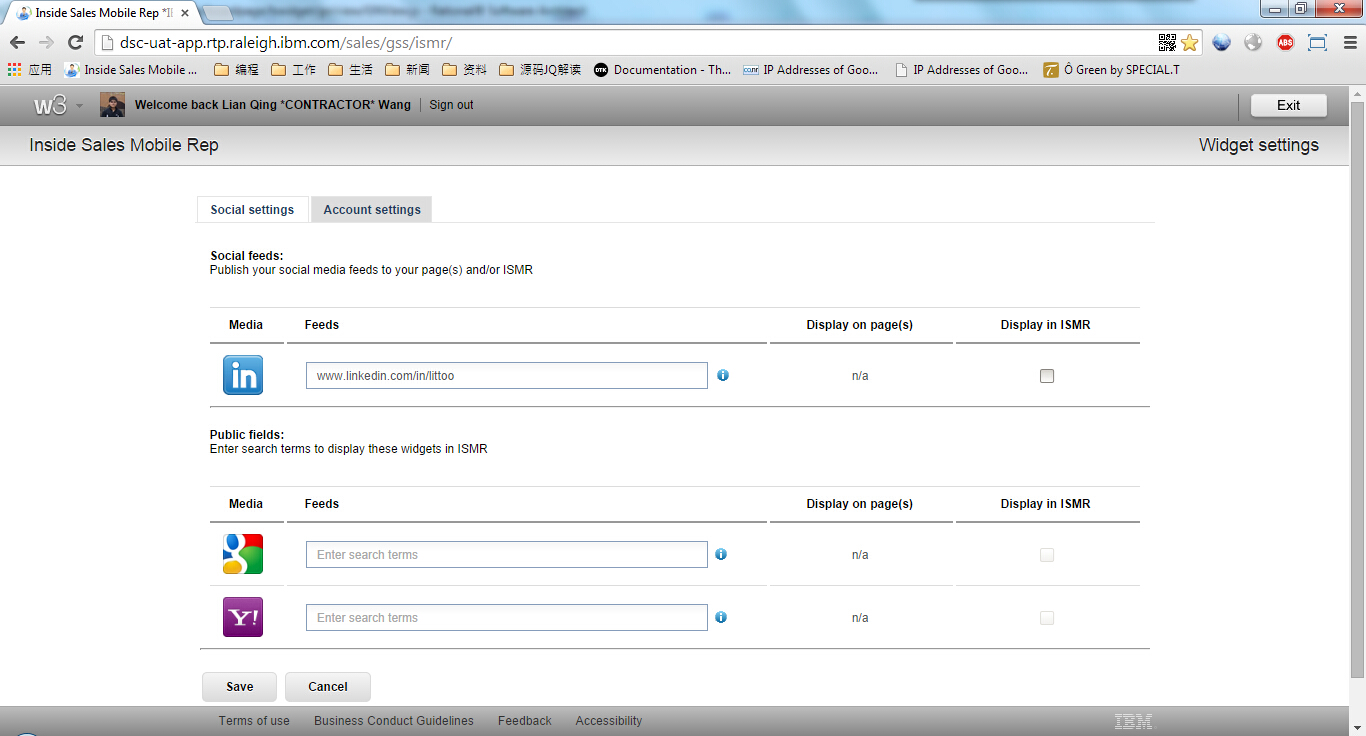 Inside Sales Mobile Rep *I
Rational® Software Architect
dsc-uat-app.rtp.raleigh.ibm.com/sales/gss/ismr/
ABS
应用
Inside Sales Mobile ...
编程
工作
生活
新闻
资料
源码JQ解读
Documentation - Th...
IP Addresses of Goo...
IP Addresses of Goo...
Ô Green by SPECIAL.T
w3
Welcome back Lian Qing *CONTRACTOR* Wang
Sign out
Exit
Inside Sales Mobile Rep
Widget settings
Social settings
Account settings
Social feeds:
Publish your social media feeds to your page(s) and/or ISMR
Media Feeds Display on page(s) Display in ISMR
in
www.linkedin.com/in/littoo
n/a
Public fields:
Enter search terms to display these widgets in ISMR
Media Feeds Display on page(s) Display in ISMR
Enter search terms
n/a
Y!
Enter search terms
n/a
Save
Cancel
Terms of use
Business Conduct Guidelines
Feedback
Accessibility
IBM